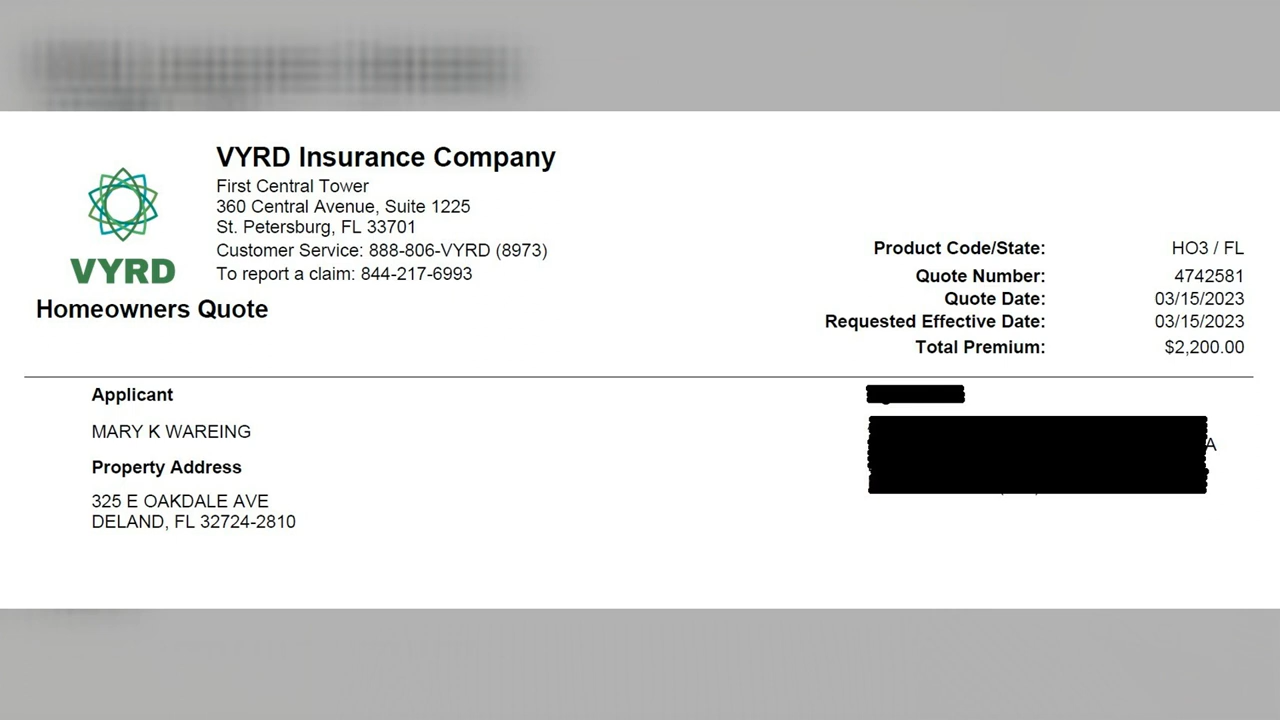 VYRD Insurance Company
First Central Tower
360 Central Avenue, Suite 1225
St. Petersburg, FL 33701
Customer Service: 888-806-VYRD (8973)
To report a claim: 844-217-6993
VYRD
Homeowners Quote
Product Code/State: HO3 / FL
Quote Number: 4742581
Quote Date: 03/15/2023
Requested Effective Date: 03/15/2023
Total Premium: $2,200.00
Applicant
MARY K WAREING
Property Address
325 E OAKDALE AVE
DELAND, FL 32724-2810
A